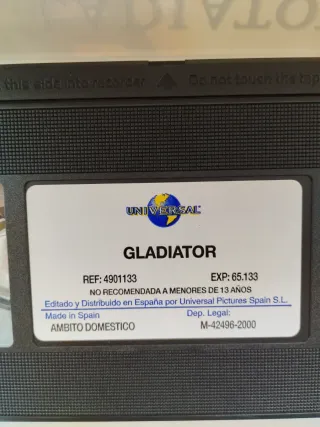 GLADIATOR
this side into recorder Do not touch the tap
UNIVERSAL
GLADIATOR
REF: 4901133 EXP: 65.133
NO RECOMENDADA A MENORES DE 13 AÑOS
Editado y Distribuido en España por Universal Pictures Spain S.L.
Made in Spain Dep. Legal:
AMBITO DOMESTICO M-42496-2000